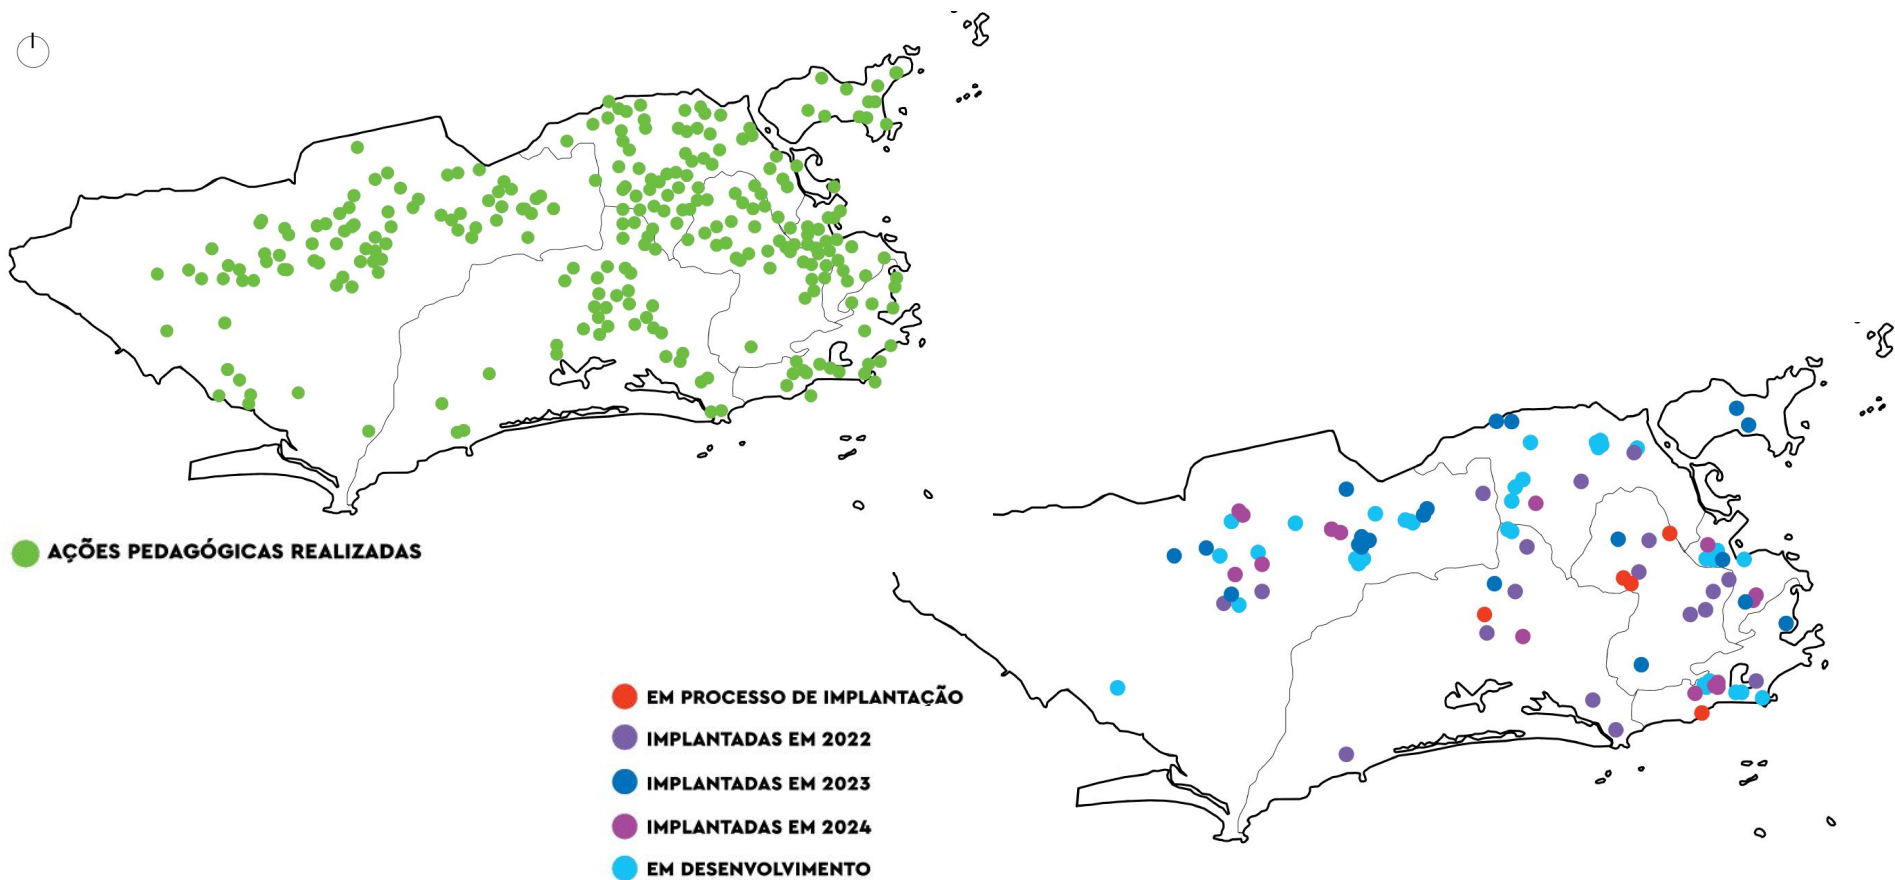 AÇÕES PEDAGÓGICAS REALIZADAS
EM PROCESSO DE IMPLANTAÇÃO
IMPLANTADAS EM 2022
IMPLANTADAS EM 2023
IMPLANTADAS EM 2024
EM DESENVOLVIMENTO